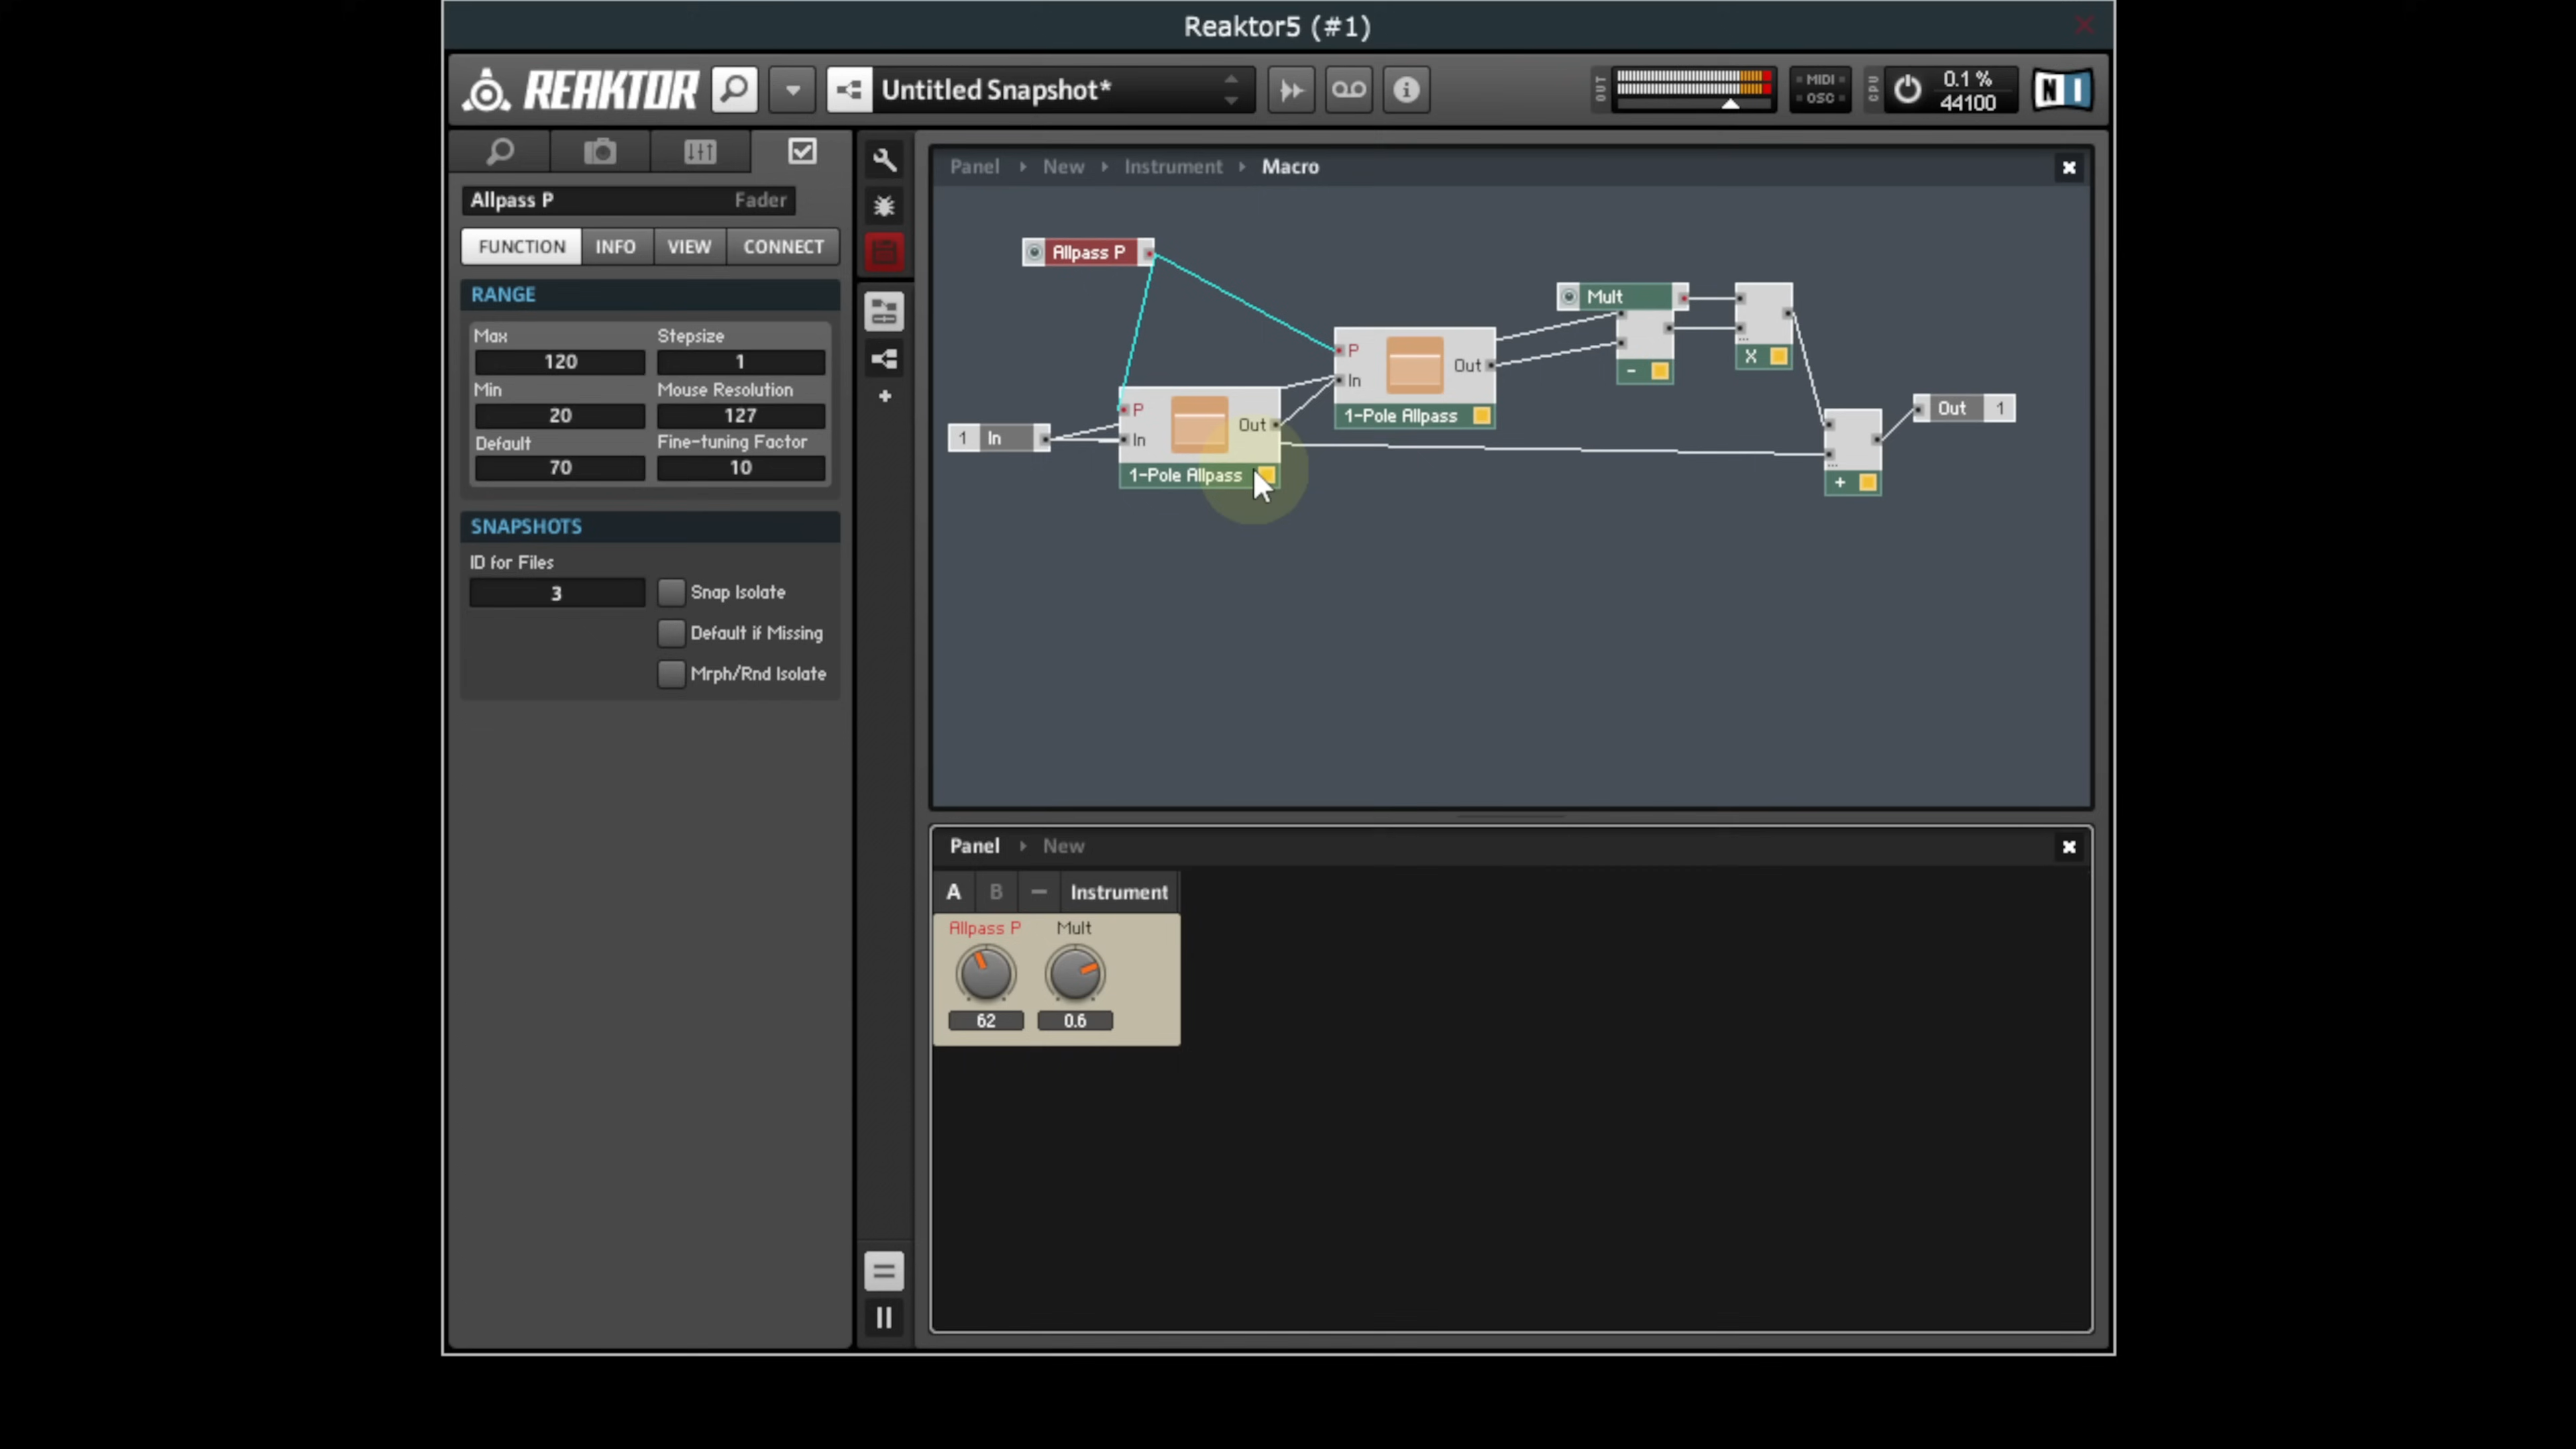 Reaktor5 (#1)
REAKTOR
Untitled Snapshot*
OUT
MIDI
OSC
CPU
0.1 %
44100
NI
Allpass P Fader
FUNCTION INFO VIEW CONNECT
RANGE
Max Stepsize
120 1
Min Mouse Resolution
20 127
Default Fine-tuning Factor
70 10
SNAPSHOTS
ID for Files
3 Snap Isolate
Default if Missing
Mrph/Rnd Isolate
Panel New Instrument Macro
Allpass P
Mult
P
In Out
1-Pole Allpass
- 
X
1 In
P
In Out
1-Pole Allpass
Out 1
+
Panel New
A B — Instrument
Allpass P Mult
62 0.6